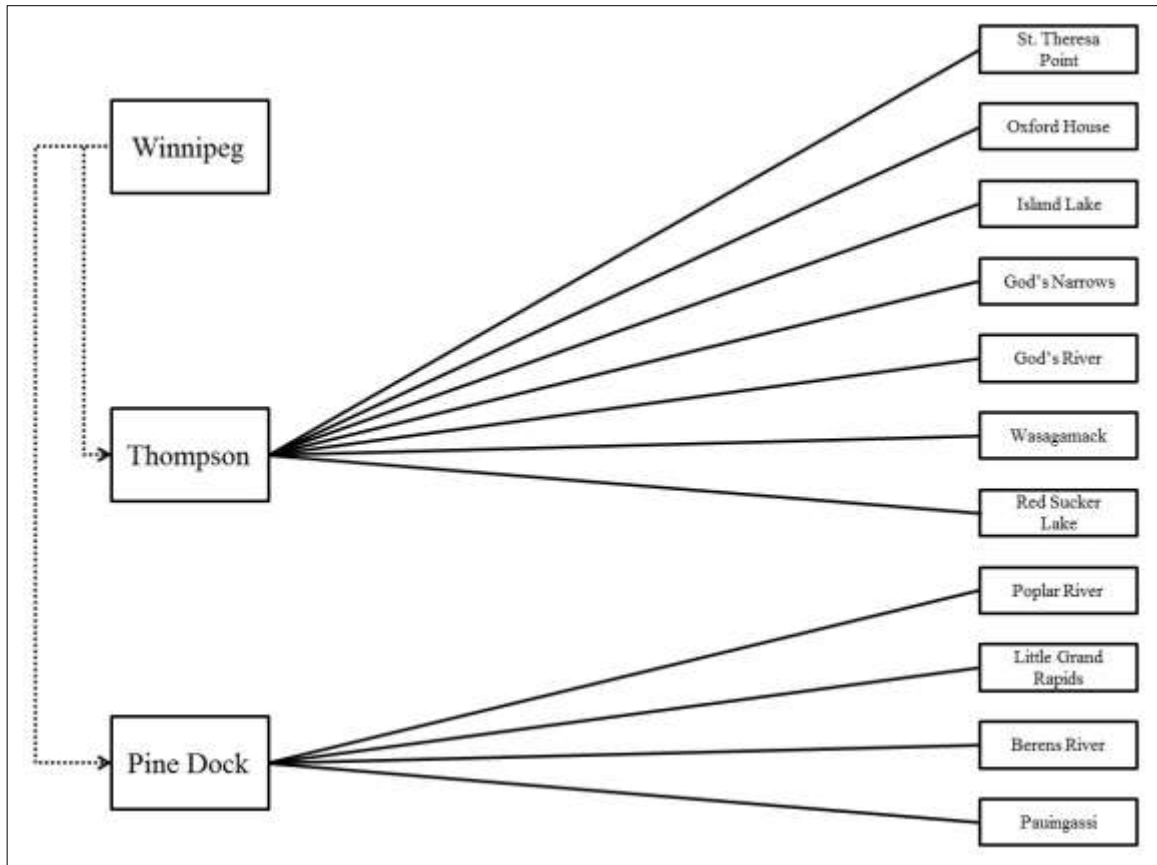 St. Theresa
Point
Winnipeg
Oxford House
Island Lake
God's Narrows
God's River
Thompson
Wasagamack
Red Sucker
Lake
Poplar River
Little Grand
Rapids
Pine Dock
Berens River
Pauingassi